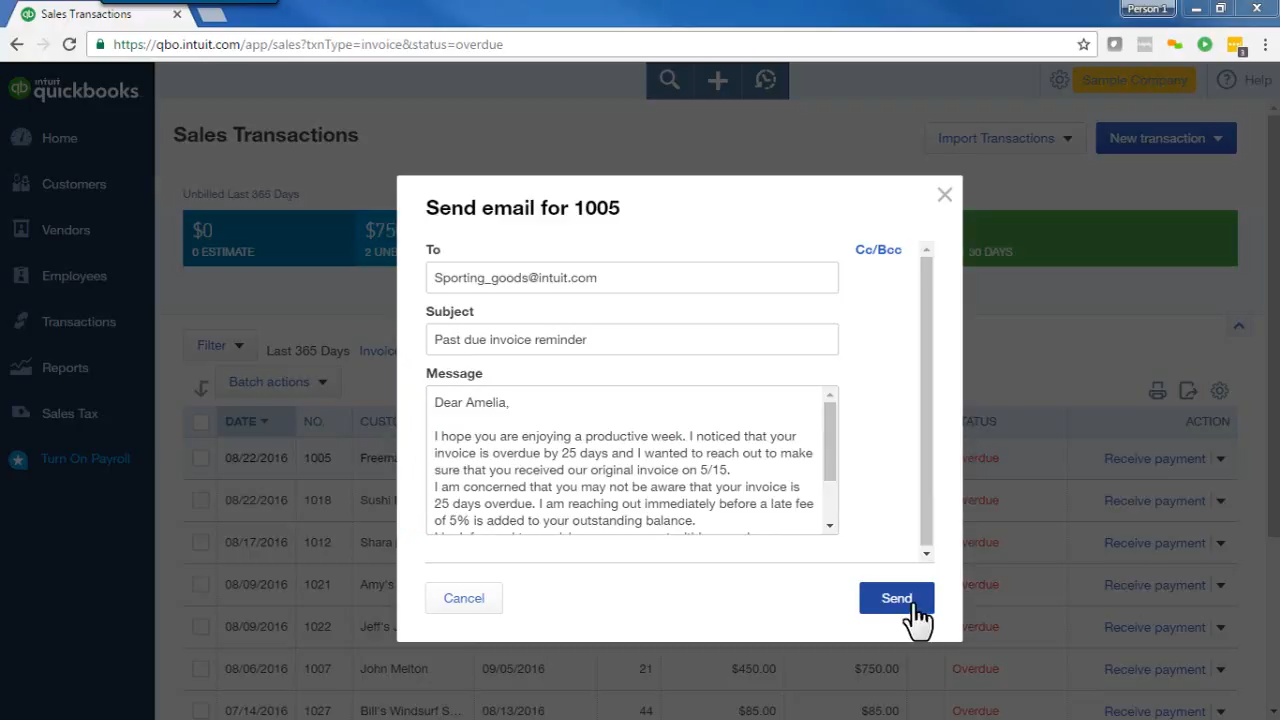 Sales Transactions
Person 1
https://qbo.intuit.com/app/sales?txnType=invoice&status=overdue
3
intuit
quickbooks
Sample Company
Help
Home
Customers
Vendors
Employees
Transactions
Reports
Sales Tax
Turn On Payroll
Sales Transactions
Import Transactions
New transaction
Unbilled Last 365 Days
$0
0 ESTIMATE
30 DAYS
Send email for 1005
To
Cc/Bcc
Sporting_goods@intuit.com
Subject
Past due invoice reminder
Message
Dear Amelia,
I hope you are enjoying a productive week. I noticed that your
invoice is overdue by 25 days and I wanted to reach out to make
sure that you received our original invoice on 5/15.
I am concerned that you may not be aware that your invoice is
25 days overdue. I am reaching out immediately before a late fee
of 5% is added to your outstanding balance.
Cancel
Send
Filter
Last 365 Days
Batch actions
DATE NO. ACTION
08/22/2016 1005 Receive payment
08/22/2016 1018 Sushi Receive payment
08/17/2016 1012 Shara Receive payment
08/09/2016 1021 Amy's Receive payment
08/09/2016 1022 Jeff's Receive payment
08/06/2016 1007 John Melton 09/05/2016 21 $450.00 $750.00 Overdue Receive payment
07/14/2016 1027 Bill's Windsurf S... 08/13/2016 44 $85.00 $85.00 Overdue Receive payment